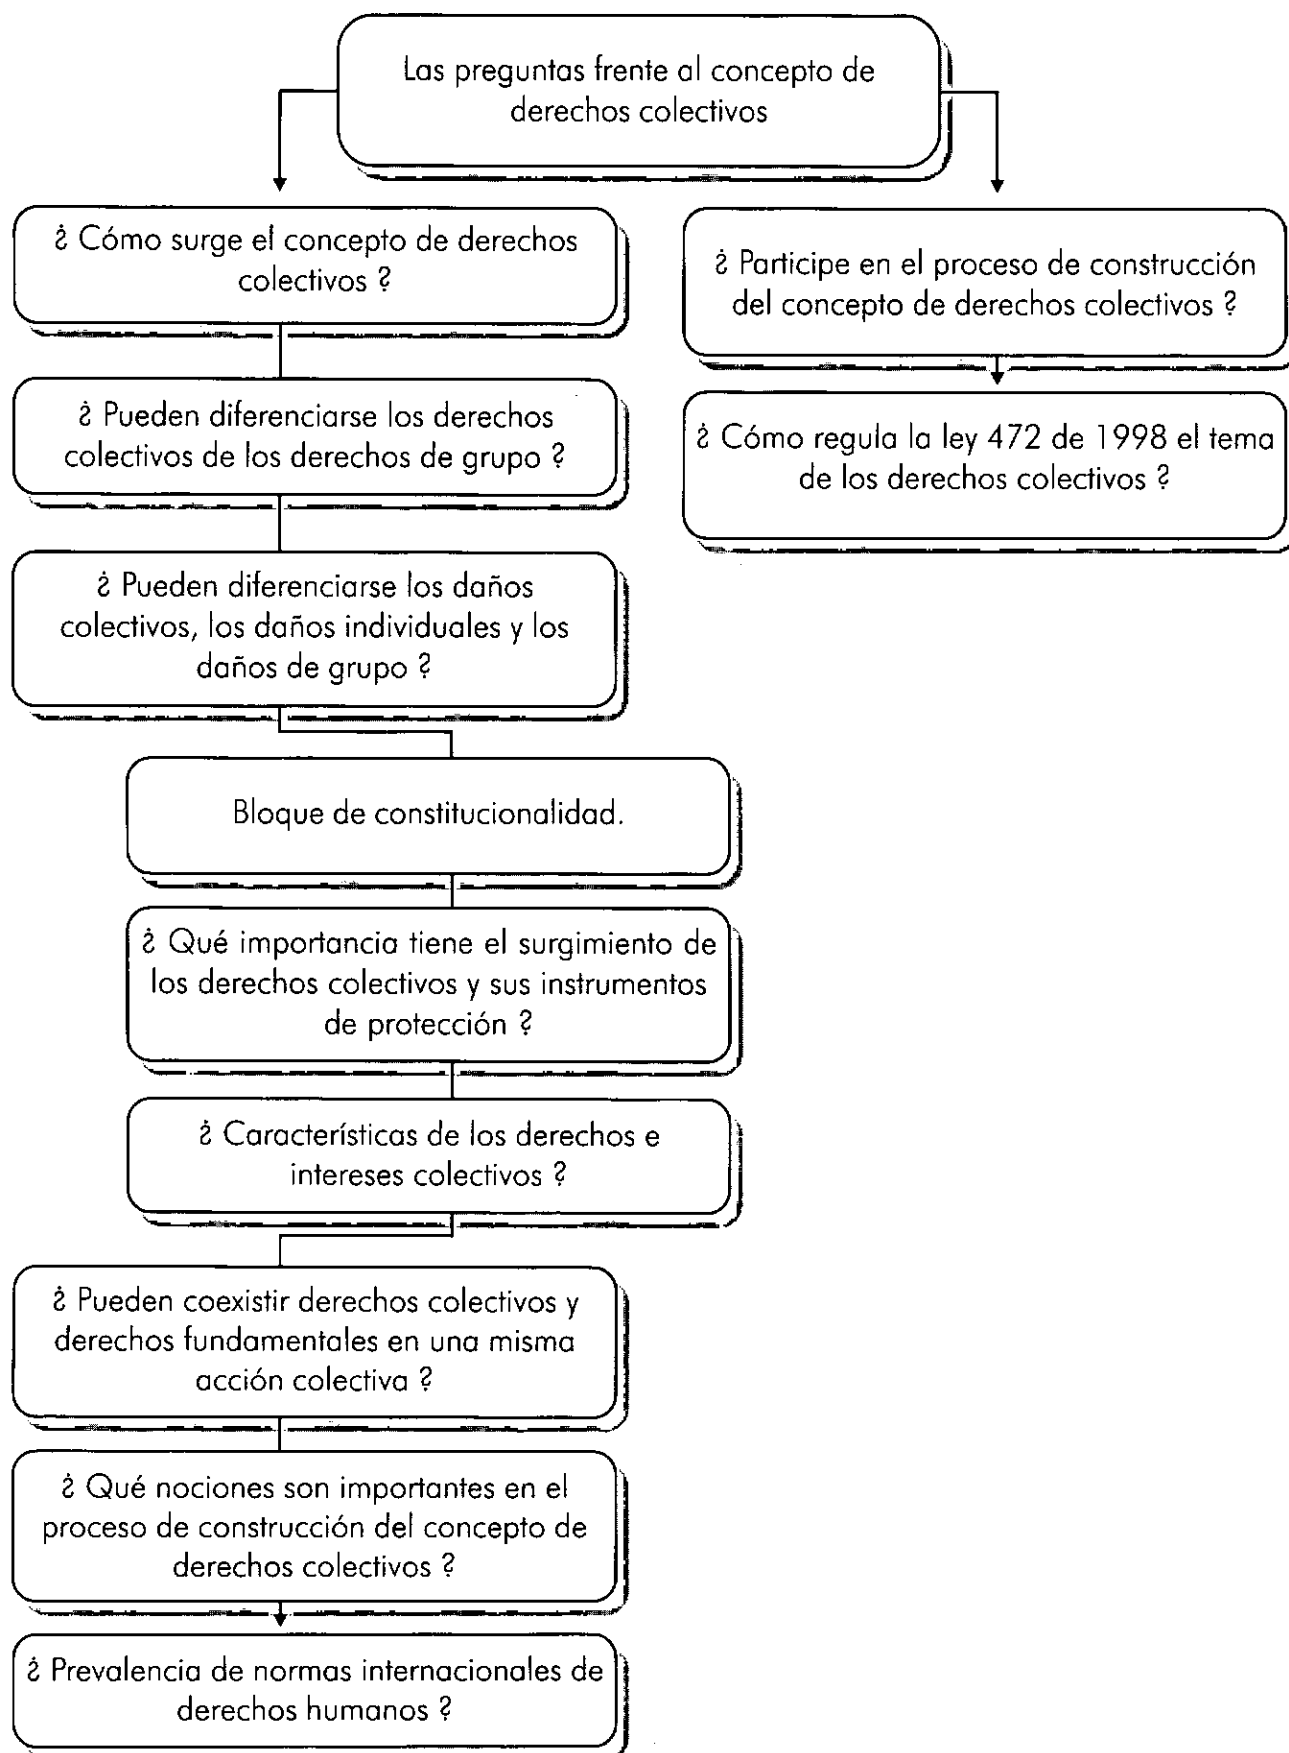 Las preguntas frente al concepto de
derechos colectivos
¿ Cómo surge el concepto de derechos
colectivos ?
¿ Pueden diferenciarse los derechos
colectivos de los derechos de grupo ?
¿ Pueden diferenciarse los daños
colectivos, los daños individuales y los
daños de grupo ?
Bloque de constitucionalidad.
¿ Qué importancia tiene el surgimiento de
los derechos colectivos y sus instrumentos
de protección ?
¿ Características de los derechos e
intereses colectivos ?
¿ Pueden coexistir derechos colectivos y
derechos fundamentales en una misma
acción colectiva ?
¿ Qué nociones son importantes en el
proceso de construcción del concepto de
derechos colectivos ?
¿ Prevalencia de normas internacionales de
derechos humanos ?
¿ Participe en el proceso de construcción
del concepto de derechos colectivos ?
¿ Cómo regula la ley 472 de 1998 el tema
de los derechos colectivos ?